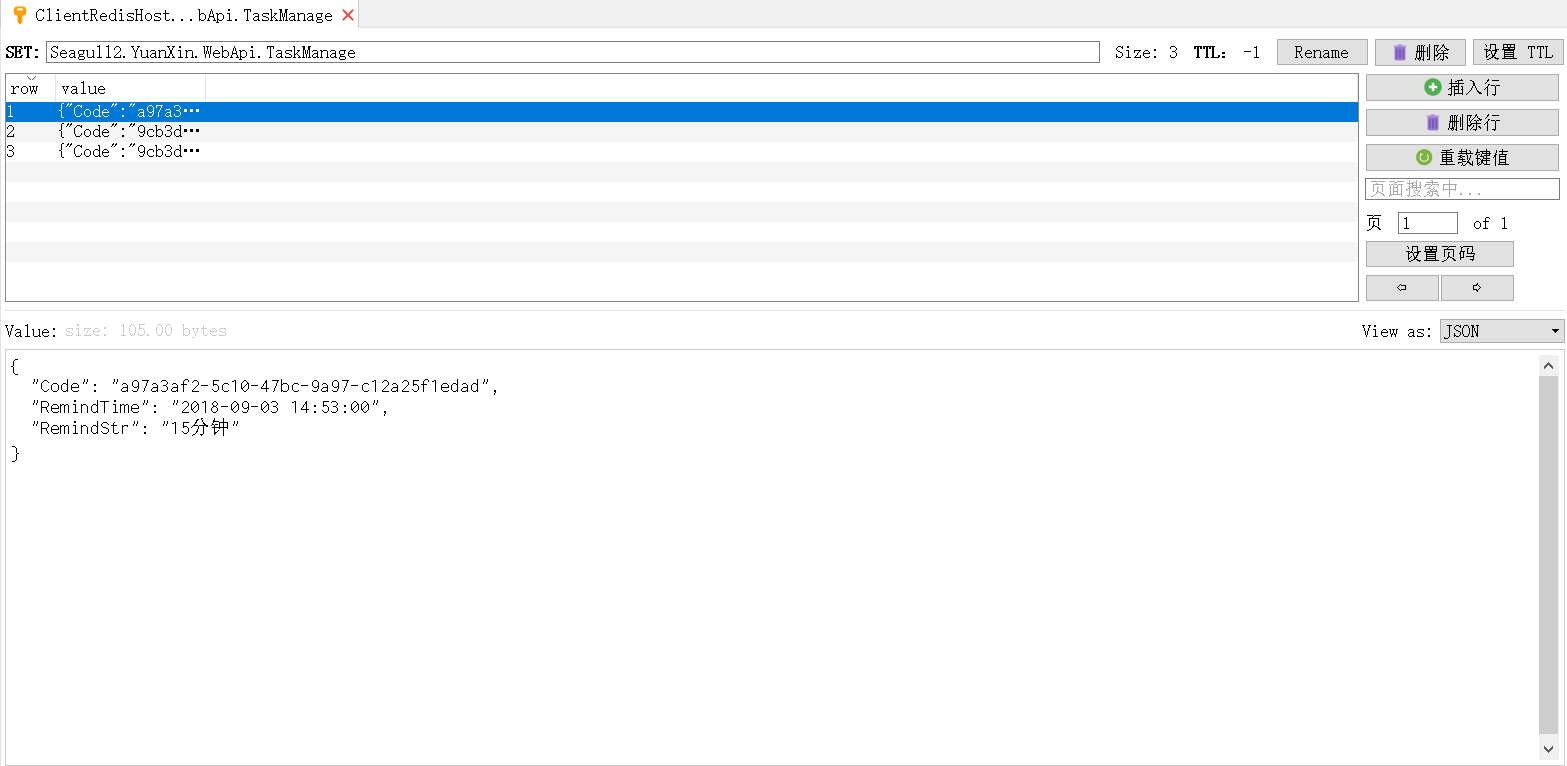 ClientRedisHost...bApi.TaskManage
SET: Seagull2.YuanXin.WebApi.TaskManage Size: 3 TTL: -1 Rename 删除 设置 TTL
row value
1 {"Code":"a97a3…
2 {"Code":"9cb3d…
3 {"Code":"9cb3d…
插入行
删除行
重载键值
页面搜索中...
页 1 of 1
设置页码
Value: size: 105.00 bytes View as: JSON
{
"Code": "a97a3af2-5c10-47bc-9a97-c12a25f1edad",
"RemindTime": "2018-09-03 14:53:00",
"RemindStr": "15分钟"
}